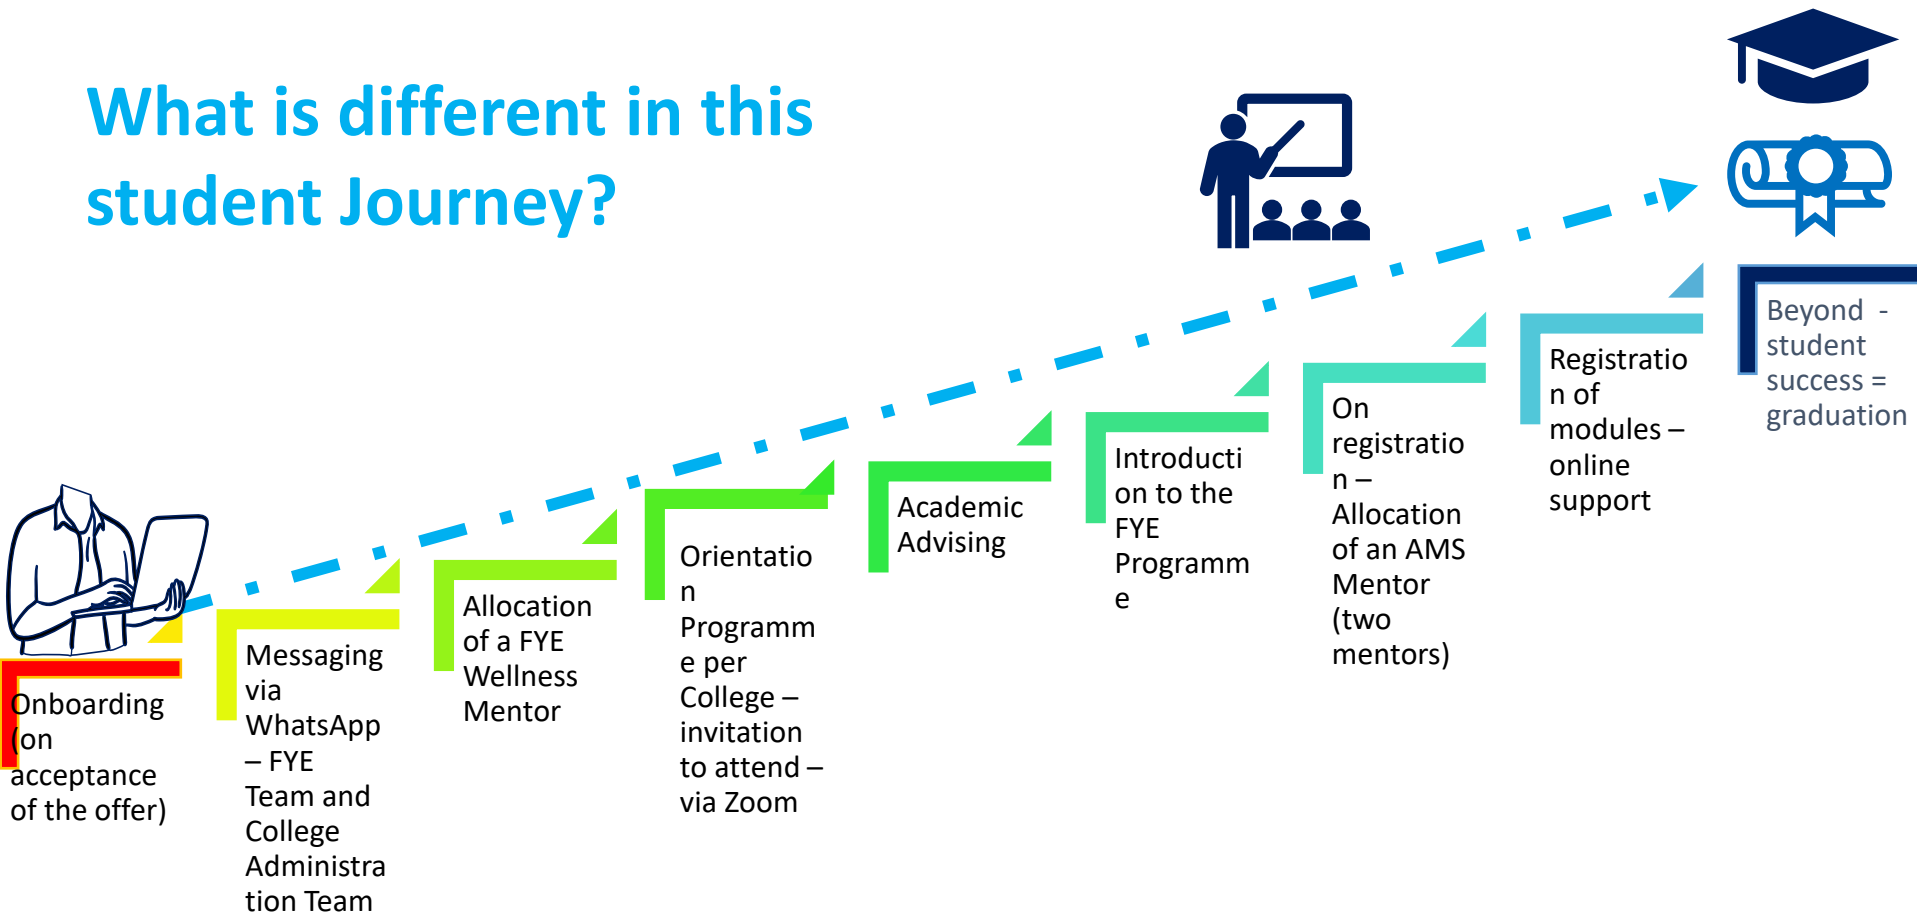 What is different in this
student Journey?
Onboarding
(on
acceptance
of the offer)
Messaging
via
WhatsApp
– FYE
Team and
College
Administra
tion Team
Allocation
of a FYE
Wellness
Mentor
Orientatio
n
Programm
e per
College –
invitation
to attend –
via Zoom
Academic
Advising
Introducti
on to the
FYE
Programm
e
On
registratio
n –
Allocation
of an AMS
Mentor
(two
mentors)
Registratio
n of
modules –
online
support
Beyond -
student
success =
graduation